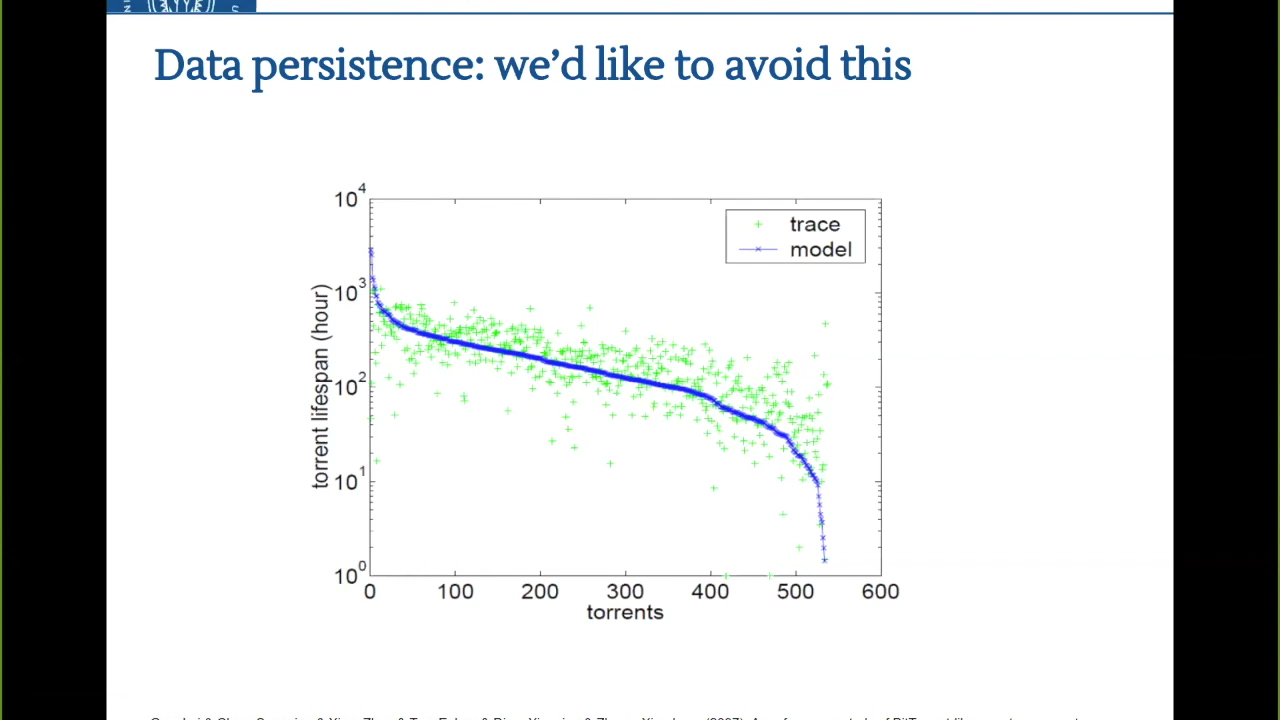 Data persistence: we'd like to avoid this
10^4
trace
model
10^3
10^2
10^1
10^0
torrent lifespan (hour)
0 100 200 300 400 500 600
torrents